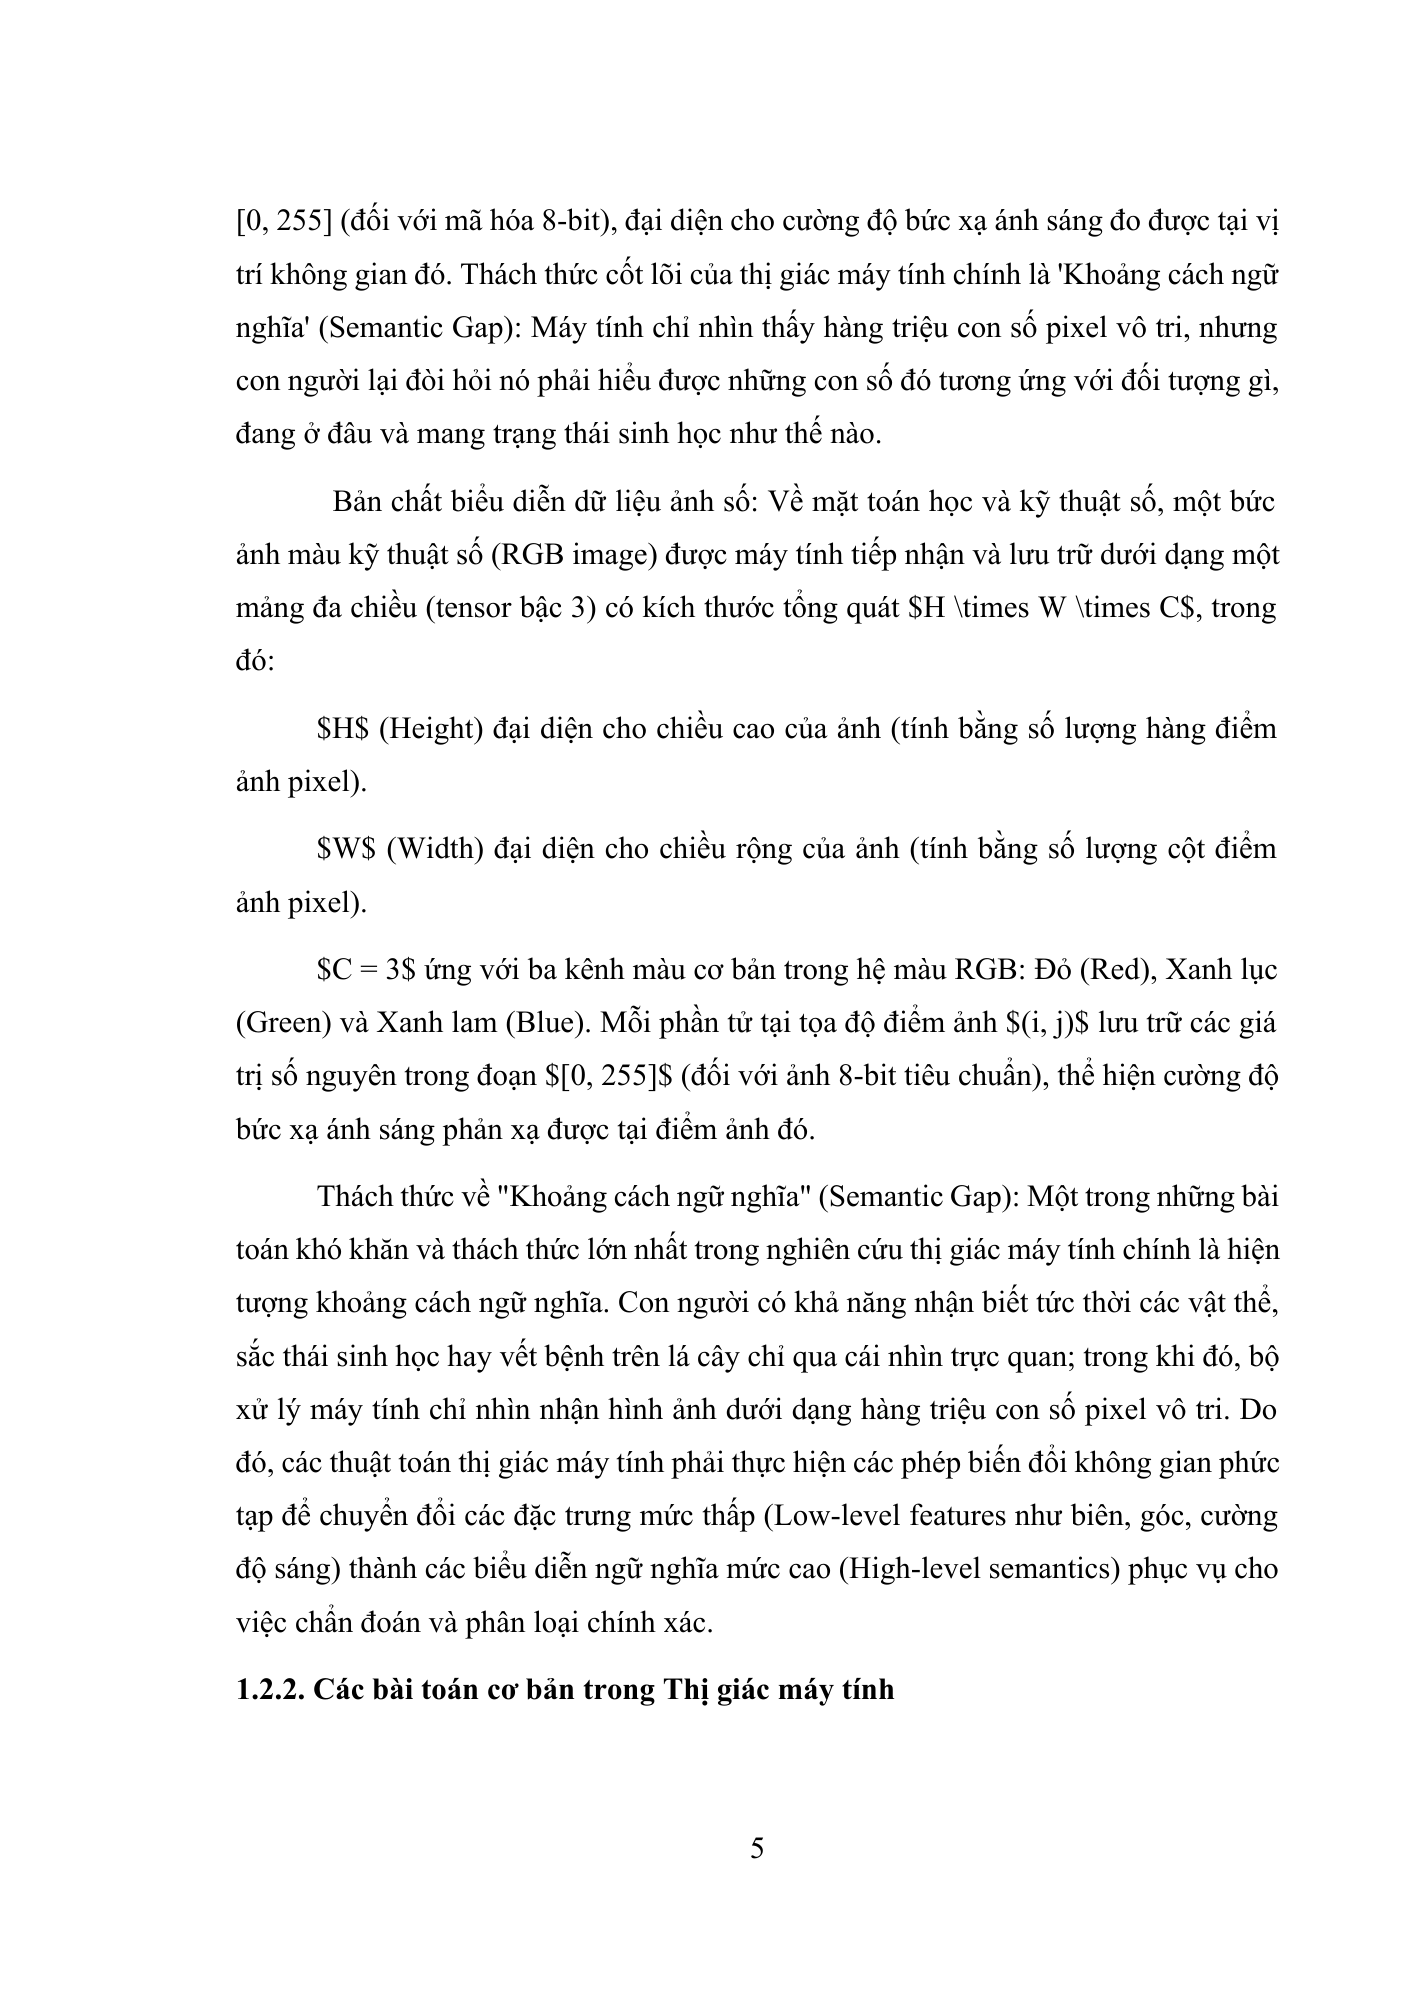 [0, 255] (đối với mã hóa 8-bit), đại diện cho cường độ bức xạ ánh sáng đo được tại vị
trí không gian đó. Thách thức cốt lõi của thị giác máy tính chính là 'Khoảng cách ngữ
nghĩa' (Semantic Gap): Máy tính chỉ nhìn thấy hàng triệu con số pixel vô tri, nhưng
con người lại đòi hỏi nó phải hiểu được những con số đó tương ứng với đối tượng gì,
đang ở đâu và mang trạng thái sinh học như thế nào.
Bản chất biểu diễn dữ liệu ảnh số: Về mặt toán học và kỹ thuật số, một bức
ảnh màu kỹ thuật số (RGB image) được máy tính tiếp nhận và lưu trữ dưới dạng một
mảng đa chiều (tensor bậc 3) có kích thước tổng quát $H \times W \times C$, trong
đó:
$H$ (Height) đại diện cho chiều cao của ảnh (tính bằng số lượng hàng điểm
ảnh pixel).
$W$ (Width) đại diện cho chiều rộng của ảnh (tính bằng số lượng cột điểm
ảnh pixel).
$C = 3$ ứng với ba kênh màu cơ bản trong hệ màu RGB: Đỏ (Red), Xanh lục
(Green) và Xanh lam (Blue). Mỗi phần tử tại tọa độ điểm ảnh $(i, j)$ lưu trữ các giá
trị số nguyên trong đoạn $[0, 255]$ (đối với ảnh 8-bit tiêu chuẩn), thể hiện cường độ
bức xạ ánh sáng phản xạ được tại điểm ảnh đó.
Thách thức về "Khoảng cách ngữ nghĩa" (Semantic Gap): Một trong những bài
toán khó khăn và thách thức lớn nhất trong nghiên cứu thị giác máy tính chính là hiện
tượng khoảng cách ngữ nghĩa. Con người có khả năng nhận biết tức thời các vật thể,
sắc thái sinh học hay vết bệnh trên lá cây chỉ qua cái nhìn trực quan; trong khi đó, bộ
xử lý máy tính chỉ nhìn nhận hình ảnh dưới dạng hàng triệu con số pixel vô tri. Do
đó, các thuật toán thị giác máy tính phải thực hiện các phép biến đổi không gian phức
tạp để chuyển đổi các đặc trưng mức thấp (Low-level features như biên, góc, cường
độ sáng) thành các biểu diễn ngữ nghĩa mức cao (High-level semantics) phục vụ cho
việc chẩn đoán và phân loại chính xác.
1.2.2. Các bài toán cơ bản trong Thị giác máy tính
5